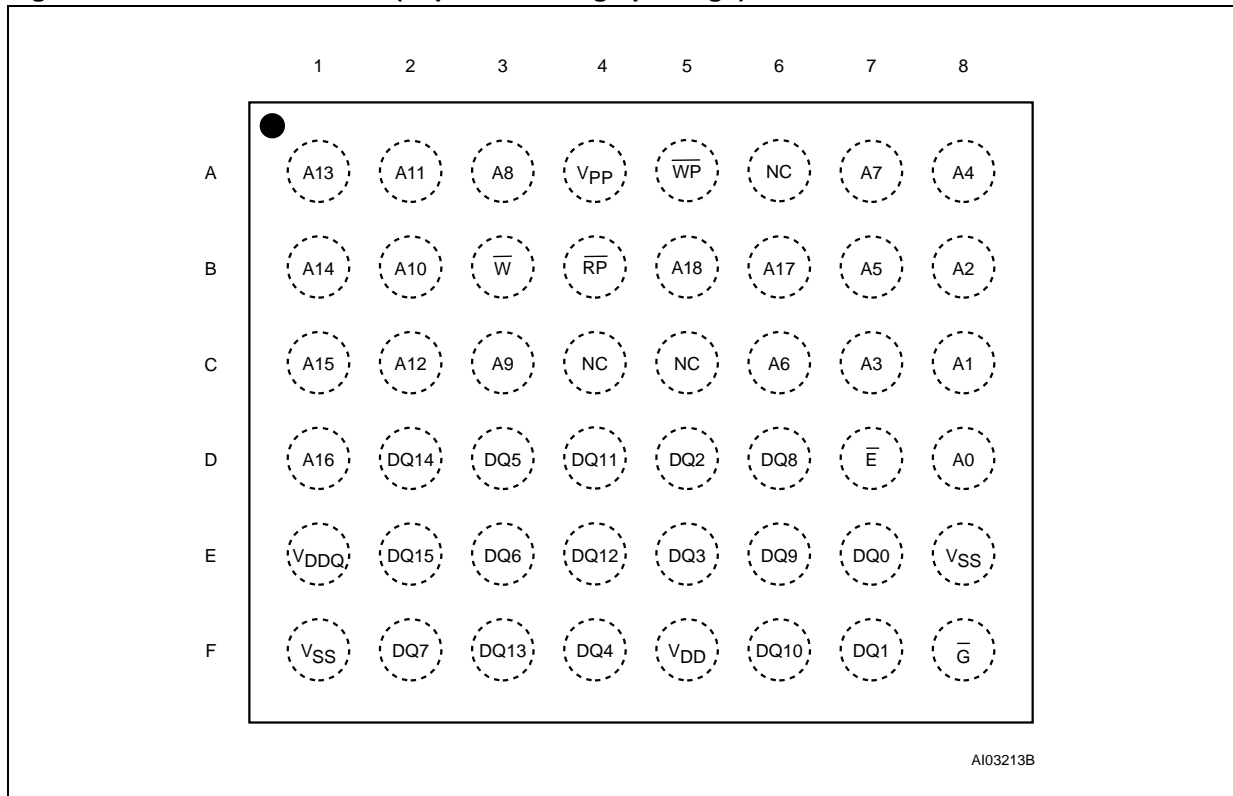 1 2 3 4 5 6 7 8
A A13 A11 A8 VPP W̅P̅ NC A7 A4
B A14 A10 W̅ R̅P̅ A18 A17 A5 A2
C A15 A12 A9 NC NC A6 A3 A1
D A16 DQ14 DQ5 DQ11 DQ2 DQ8 E̅ A0
E VDDQ DQ15 DQ6 DQ12 DQ3 DQ9 DQ0 VSS
F VSS DQ7 DQ13 DQ4 VDD DQ10 DQ1 G̅
AI03213B